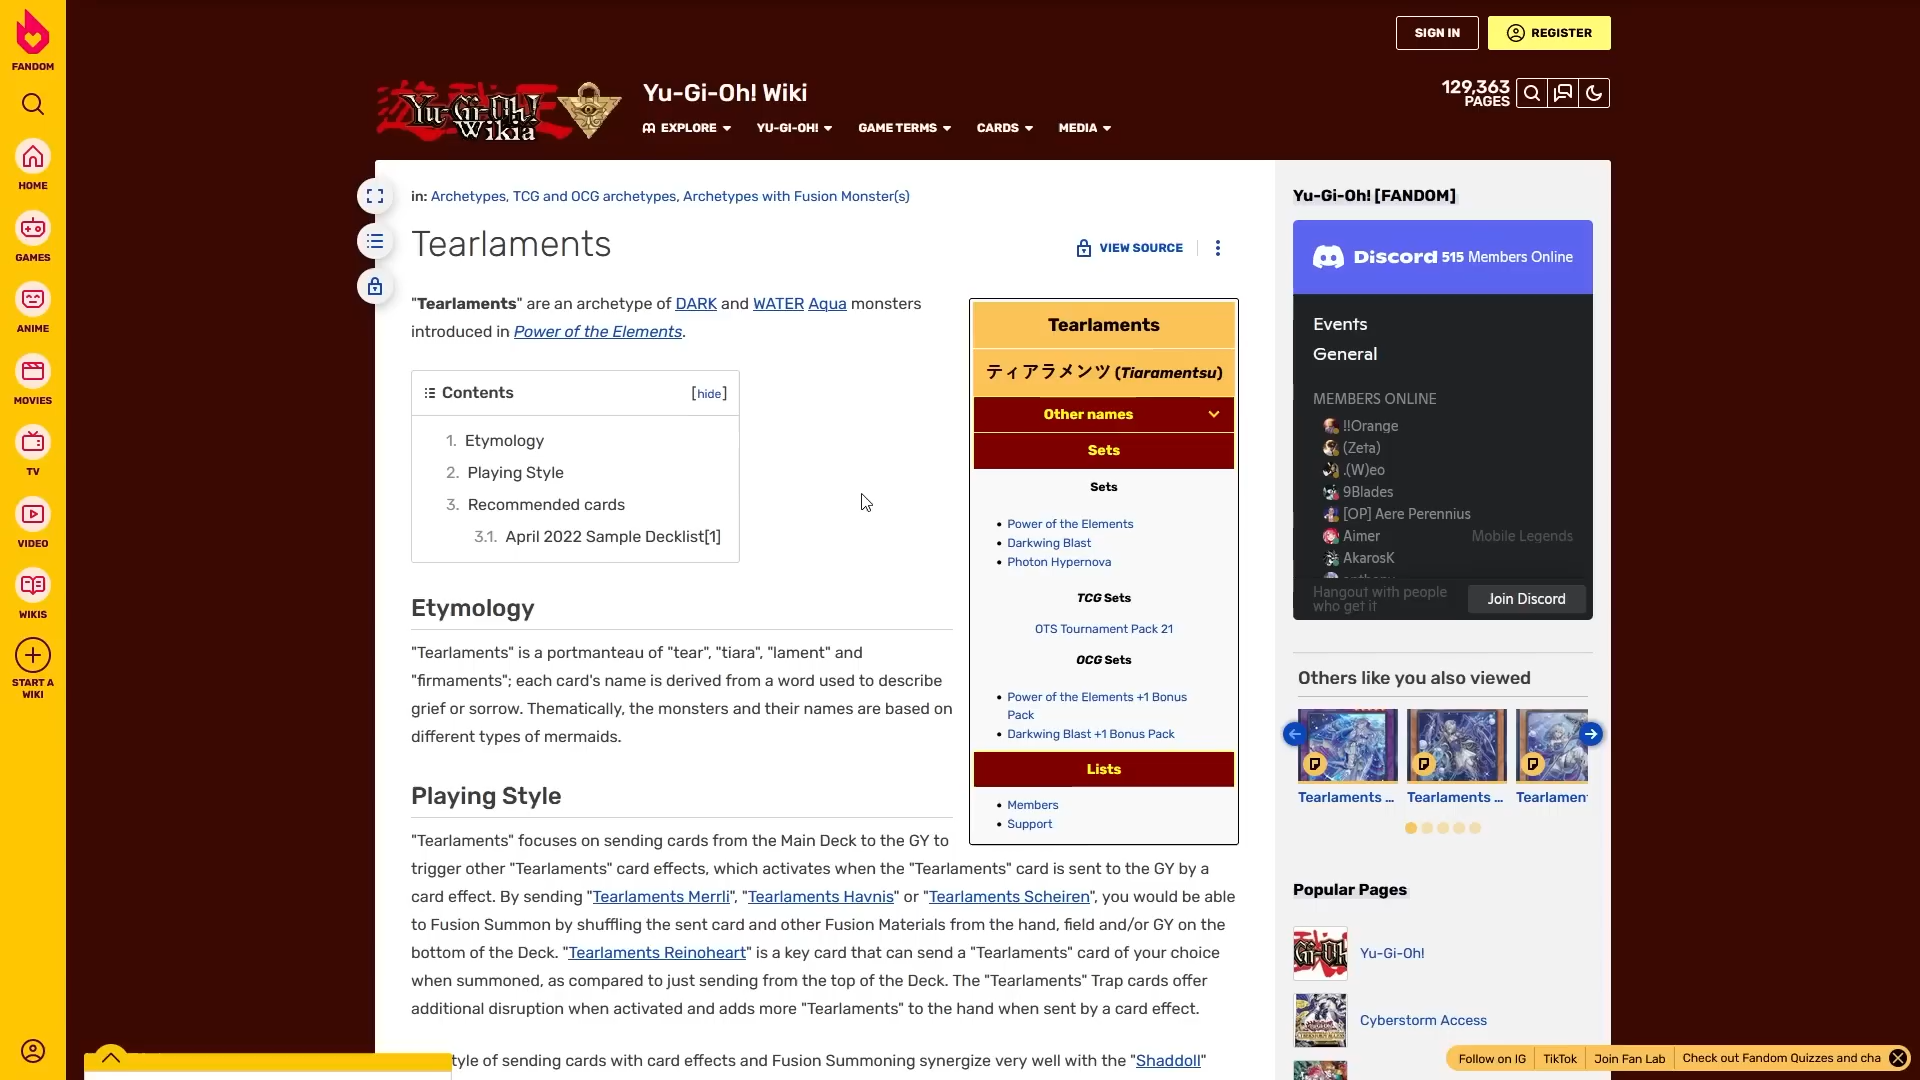 SIGN IN
REGISTER
FANDOM
HOME
GAMES
ANIME
MOVIES
TV
VIDEO
WIKIS
START A
WIKI
Yu-Gi-Oh!
Wikia
Yu-Gi-Oh! Wiki
129,363
PAGES
EXPLORE
YU-GI-OH!
GAME TERMS
CARDS
MEDIA
in: Archetypes, TCG and OCG archetypes, Archetypes with Fusion Monster(s)
Tearlaments
VIEW SOURCE
"Tearlaments" are an archetype of DARK and WATER Aqua monsters
introduced in Power of the Elements.
Contents [hide]
1. Etymology
2. Playing Style
3. Recommended cards
3.1. April 2022 Sample Decklist[1]
Etymology
"Tearlaments" is a portmanteau of "tear", "tiara", "lament" and
"firmaments"; each card's name is derived from a word used to describe
grief or sorrow. Thematically, the monsters and their names are based on
different types of mermaids.
Tearlaments
ティアラメンツ (Tiaramentsu)
Other names
Sets
Sets
• Power of the Elements
• Darkwing Blast
• Photon Hypernova
TCG Sets
OTS Tournament Pack 21
OCG Sets
• Power of the Elements +1 Bonus
Pack
• Darkwing Blast +1 Bonus Pack
Lists
• Members
• Support
Playing Style
"Tearlaments" focuses on sending cards from the Main Deck to the GY to
trigger other "Tearlaments" card effects, which activates when the "Tearlaments" card is sent to the GY by a
card effect. By sending "Tearlaments Merrli", "Tearlaments Havnis" or "Tearlaments Scheiren", you would be able
to Fusion Summon by shuffling the sent card and other Fusion Materials from the hand, field and/or GY on the
bottom of the Deck. "Tearlaments Reinoheart" is a key card that can send a "Tearlaments" card of your choice
when summoned, as compared to just sending from the top of the Deck. The "Tearlaments" Trap cards offer
additional disruption when activated and adds more "Tearlaments" to the hand when sent by a card effect.
tyle of sending cards with card effects and Fusion Summoning synergize very well with the "Shaddoll"
Yu-Gi-Oh! [FANDOM]
Discord 515 Members Online
Events
General
MEMBERS ONLINE
!!Orange
(Zeta)
.(W)eo
9Blades
[OP] Aere Perennius
Aimer Mobile Legends
AkarosK
Hangout with people
who get it
Join Discord
Others like you also viewed
Tearlaments ...
Tearlaments ...
Tearlamen
Popular Pages
Yu-Gi-Oh!
Cyberstorm Access
Follow on IG
TikTok
Join Fan Lab
Check out Fandom Quizzes and cha